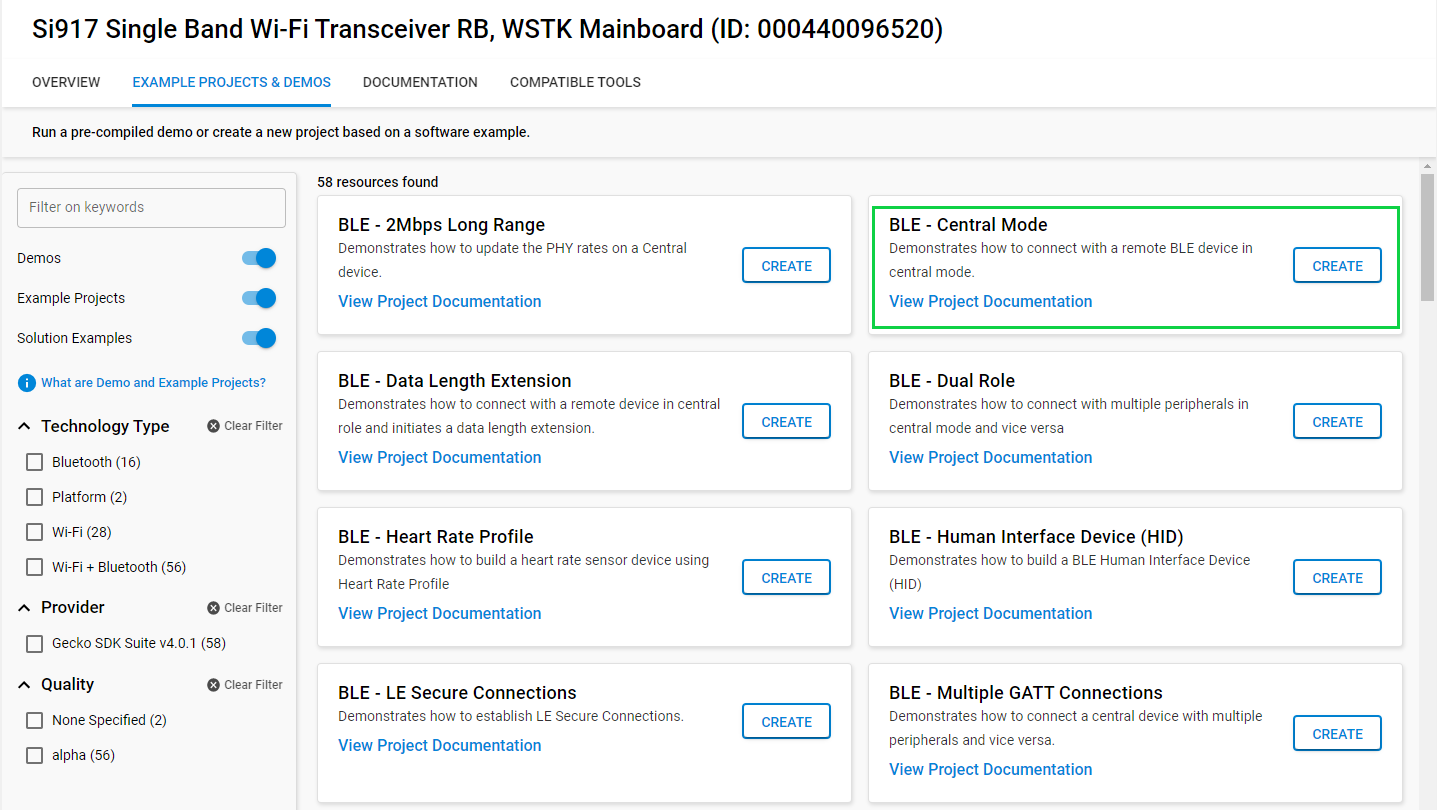 Si917 Single Band Wi-Fi Transceiver RB, WSTK Mainboard (ID: 000440096520)
OVERVIEW EXAMPLE PROJECTS & DEMOS DOCUMENTATION COMPATIBLE TOOLS
Run a pre-compiled demo or create a new project based on a software example.
Filter on keywords
Demos
Example Projects
Solution Examples
What are Demo and Example Projects?
Technology Type Clear Filter
Bluetooth (16)
Platform (2)
Wi-Fi (28)
Wi-Fi + Bluetooth (56)
Provider Clear Filter
Gecko SDK Suite v4.0.1 (58)
Quality Clear Filter
None Specified (2)
alpha (56)
58 resources found
BLE - 2Mbps Long Range
Demonstrates how to update the PHY rates on a Central
device.
View Project Documentation
CREATE
BLE - Central Mode
Demonstrates how to connect with a remote BLE device in
central mode.
View Project Documentation
CREATE
BLE - Data Length Extension
Demonstrates how to connect with a remote device in central
role and initiates a data length extension.
View Project Documentation
CREATE
BLE - Dual Role
Demonstrates how to connect with multiple peripherals in
central mode and vice versa
View Project Documentation
CREATE
BLE - Heart Rate Profile
Demonstrates how to build a heart rate sensor device using
Heart Rate Profile
View Project Documentation
CREATE
BLE - Human Interface Device (HID)
Demonstrates how to build a BLE Human Interface Device
(HID)
View Project Documentation
CREATE
BLE - LE Secure Connections
Demonstrates how to establish LE Secure Connections.
View Project Documentation
CREATE
BLE - Multiple GATT Connections
Demonstrates how to connect a central device with multiple
peripherals and vice versa.
View Project Documentation
CREATE